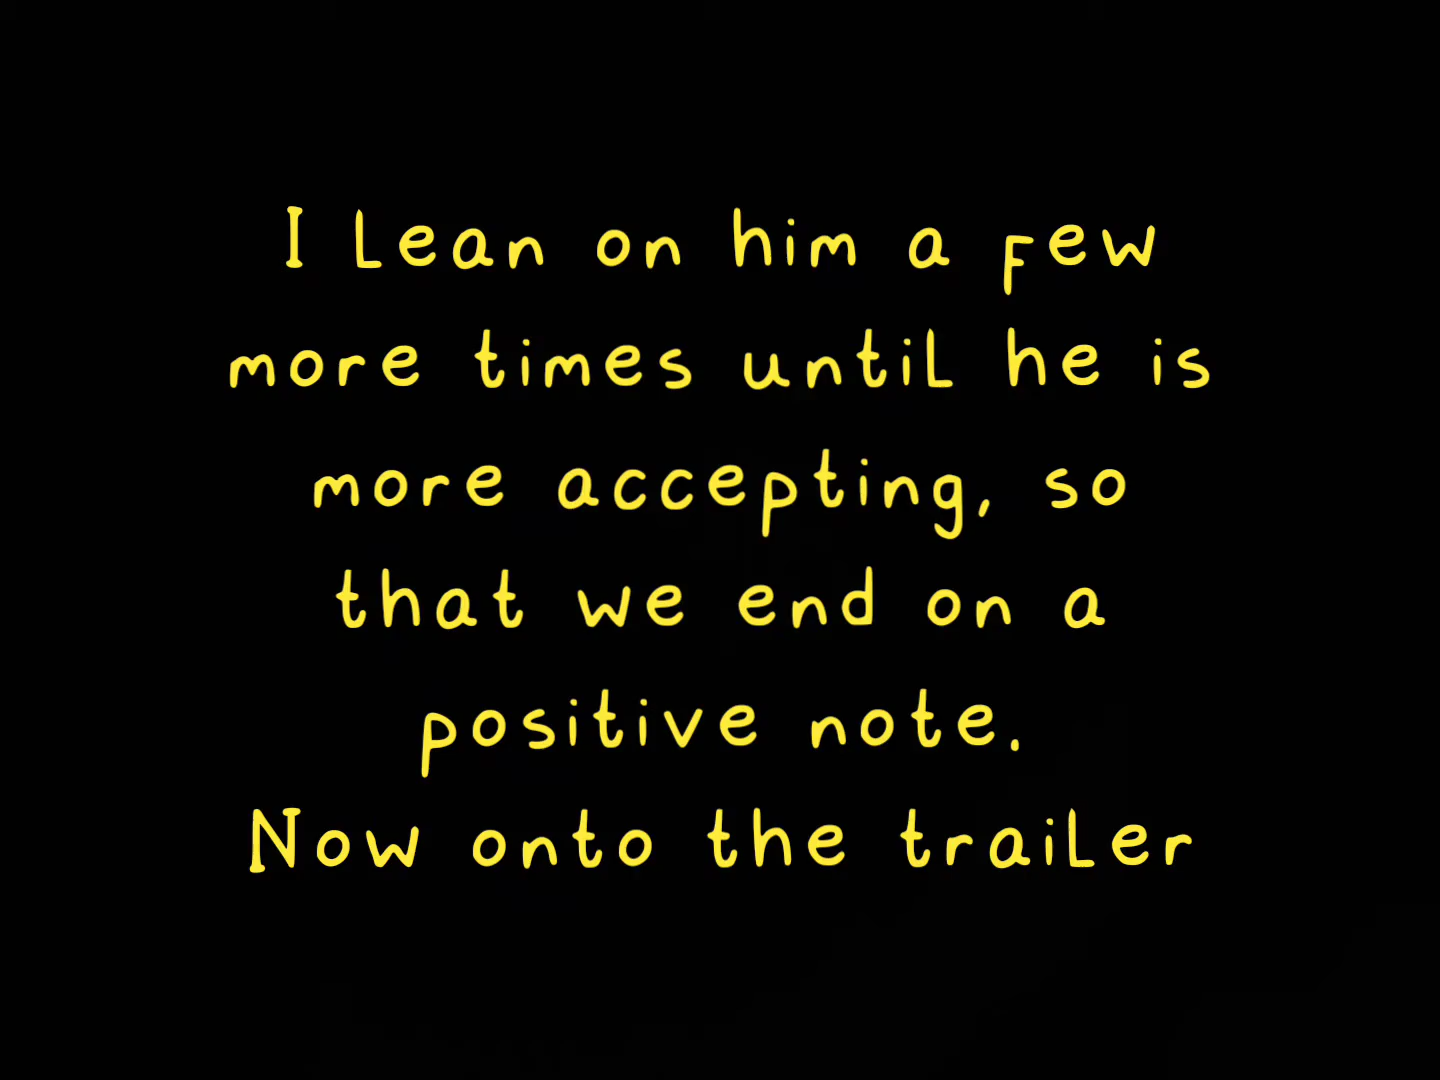 I lean on him a few
more times until he is
more accepting, so
that we end on a
positive note.
Now onto the trailer